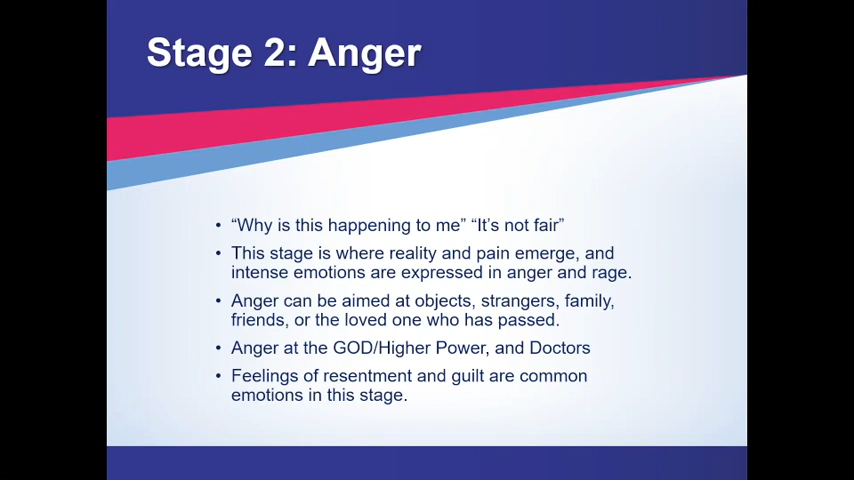 Stage 2: Anger
• “Why is this happening to me” “It’s not fair”
• This stage is where reality and pain emerge, and
intense emotions are expressed in anger and rage.
• Anger can be aimed at objects, strangers, family,
friends, or the loved one who has passed.
• Anger at the GOD/Higher Power, and Doctors
• Feelings of resentment and guilt are common
emotions in this stage.